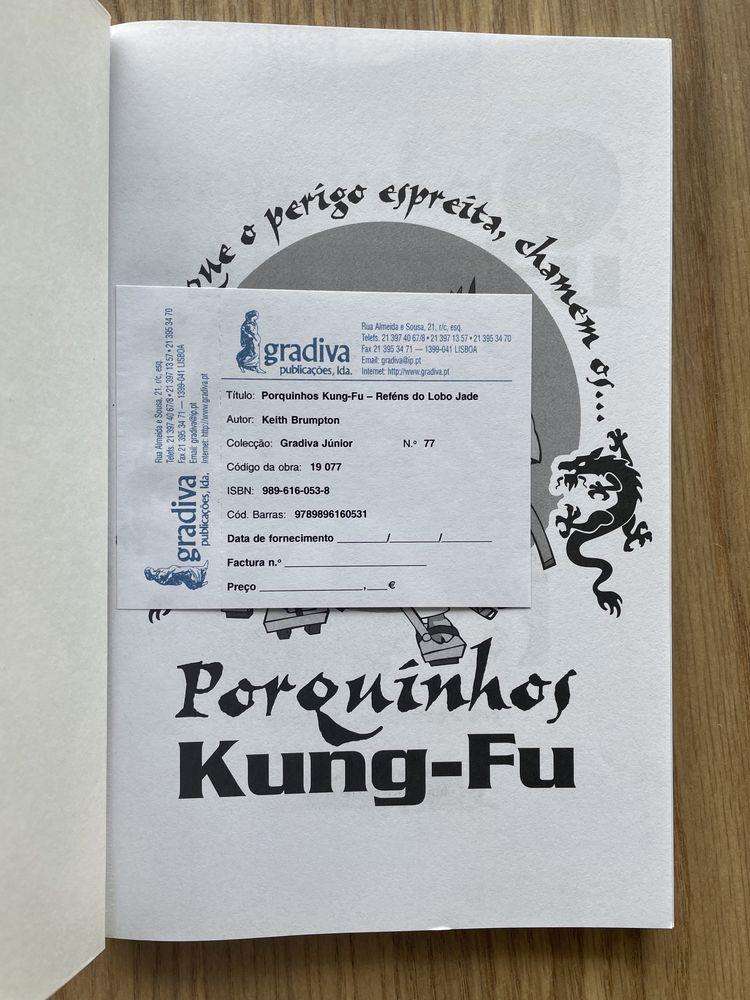 que o perigo espreita, chamem os...
Rua Almeida e Sousa, 21, r/c, esq.
Telefs. 21 397 40 67/8 • 21 397 13 57 • 21 395 34 70
Fax 21 395 34 71 — 1399-041 LISBOA
Email: gradiva@ip.pt
Internet: http://www.gradiva.pt
gradiva
publicações, lda.
gradiva
publicações, lda.
Rua Almeida e Sousa, 21, r/c, esq.
Telefs. 21 397 40 67/8 • 21 397 13 57 • 21 395 34 70
Fax 21 395 34 71 — 1399-041 LISBOA
Email: gradiva@ip.pt
Internet: http://www.gradiva.pt
Título: Porquinhos Kung-Fu – Reféns do Lobo Jade
Autor: Keith Brumpton
Colecção: Gradiva Júnior N.º 77
Código da obra: 19 077
ISBN: 989-616-053-8
Cód. Barras: 9789896160531
Data de fornecimento ________/________/________
Factura n.º ________________________
Preço __________________,___€
Porquinhos
Kung-Fu